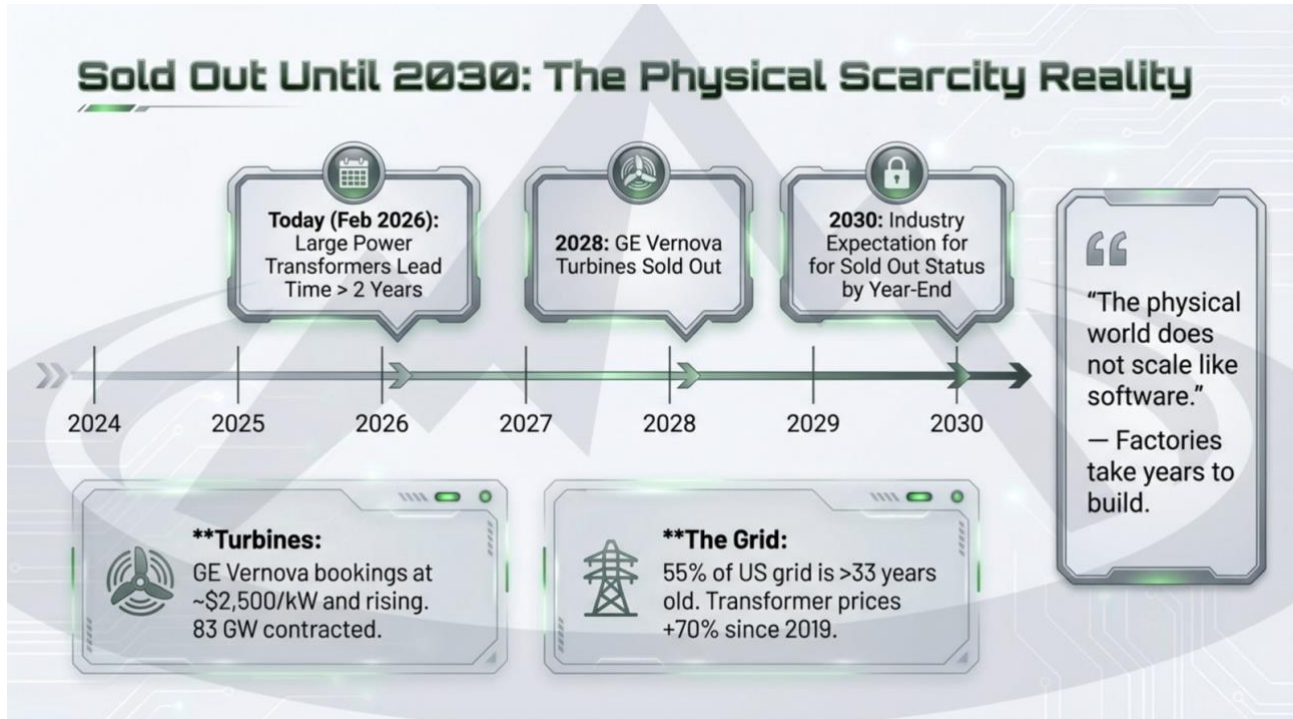 Sold Out Until 2030: The Physical Scarcity Reality
Today (Feb 2026):
Large Power
Transformers Lead
Time > 2 Years
2028: GE Vernova
Turbines Sold Out
2030: Industry
Expectation for
for Sold Out Status
by Year-End
“The physical
world does
not scale like
software.”
— Factories
take years to
build.
2024
2025
2026
2027
2028
2029
2030
**Turbines:
GE Vernova bookings at
~$2,500/kW and rising.
83 GW contracted.
**The Grid:
55% of US grid is >33 years
old. Transformer prices
+70% since 2019.